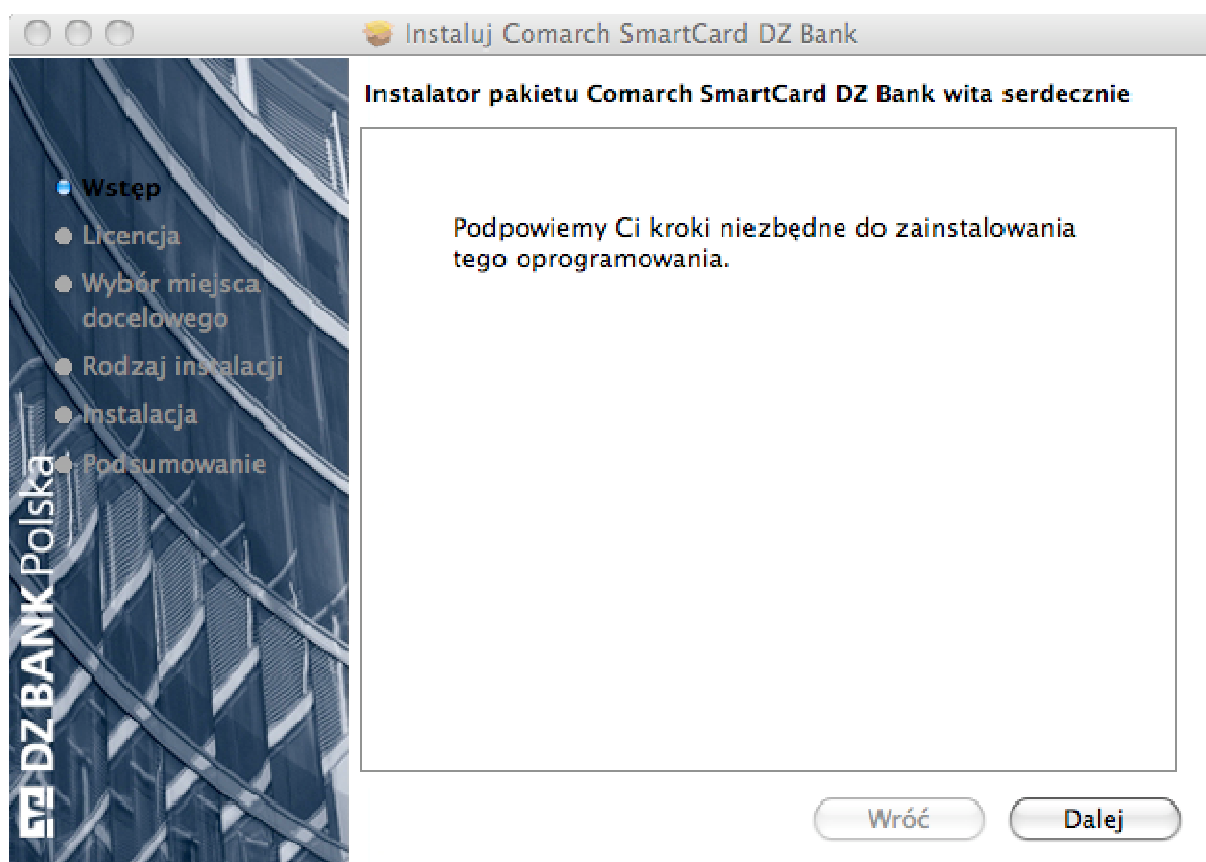 Instaluj Comarch SmartCard DZ Bank
Instalator pakietu Comarch SmartCard DZ Bank wita serdecznie
Wstęp
Licencja
Wybór miejsca
docelowego
Rodzaj instalacji
Instalacja
Podsumowanie
DZ BANK Polska
Podpowiemy Ci kroki niezbędne do zainstalowania
tego oprogramowania.
Wróć
Dalej